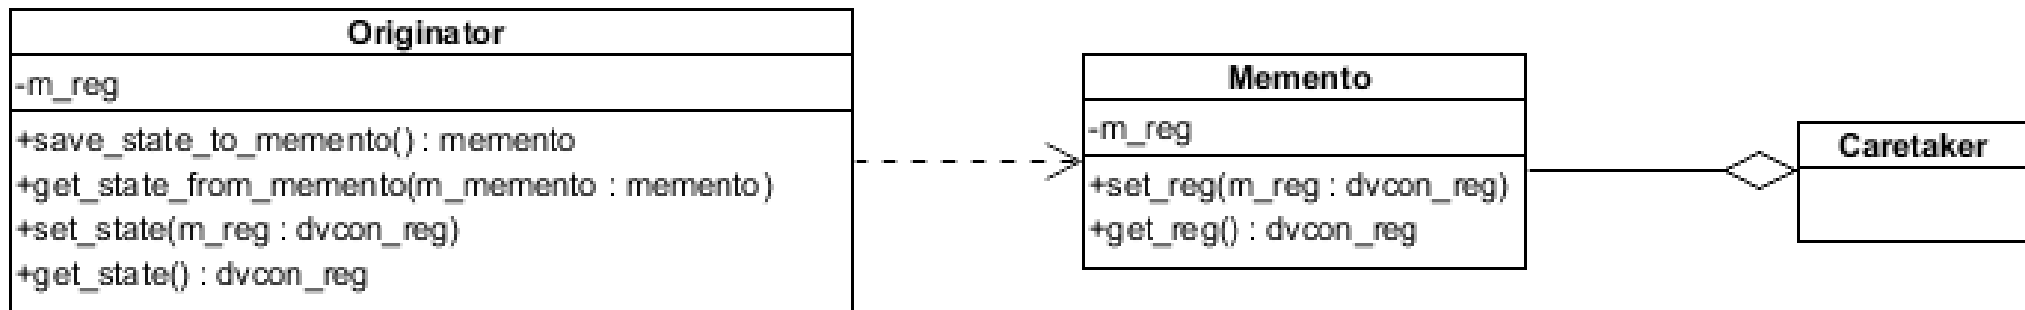 Originator
-m_reg
+save_state_to_memento() : memento
+get_state_from_memento(m_memento : memento)
+set_state(m_reg : dvcon_reg)
+get_state() : dvcon_reg
Memento
-m_reg
+set_reg(m_reg : dvcon_reg)
+get_reg() : dvcon_reg
Caretaker